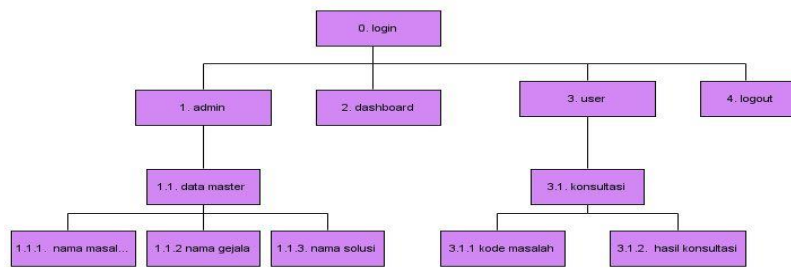 0. login
1. admin
2. dashboard
3. user
4. logout
1.1. data master
3.1. konsultasi
1.1.1. nama masal...
1.1.2 nama gejala
1.1.3. nama solusi
3.1.1 kode masalah
3.1.2. hasil konsultasi